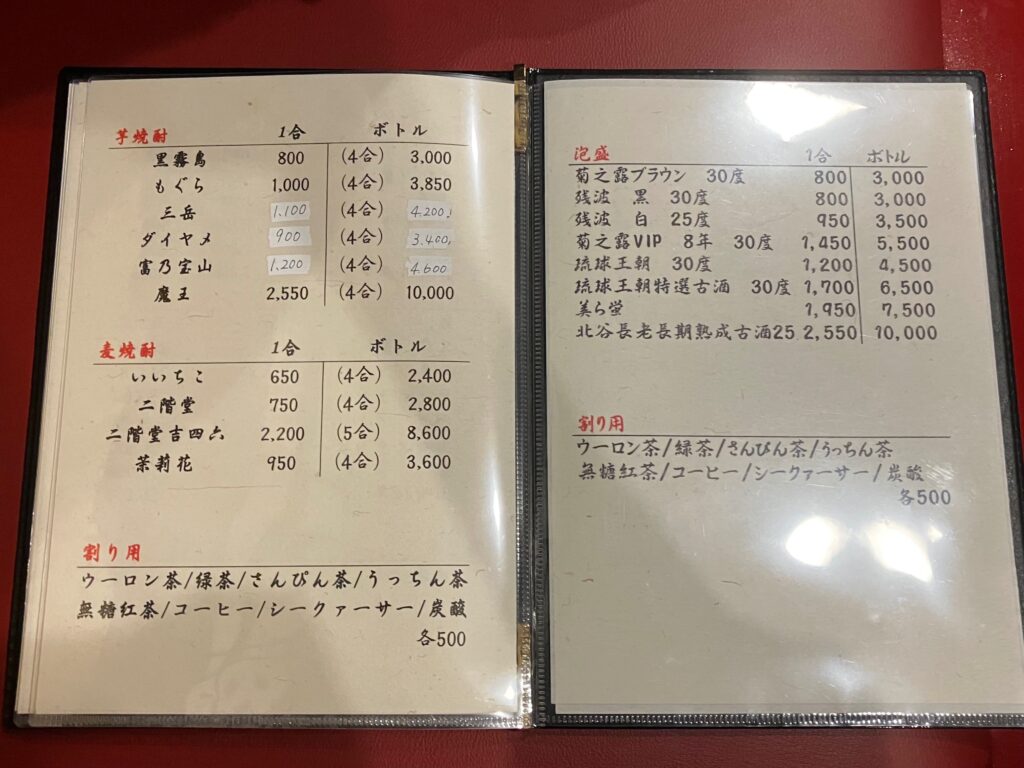 芋焼酎 1合 ボトル
黒霧島 800 (4合) 3,000
もぐら 1,000 (4合) 3,850
三岳 1.100 (4合) 4.200.
ダイヤメ 900 (4合) 3.400.
富乃宝山 1.200 (4合) 4.600
魔王 2,550 (4合) 10,000
麦焼酎 1合 ボトル
いいちこ 650 (4合) 2,400
二階堂 750 (4合) 2,800
二階堂吉四六 2,200 (5合) 8,600
茉莉花 950 (4合) 3,600
割り用
ウーロン茶/緑茶/さんぴん茶/うっちん茶
無糖紅茶/コーヒー/シークァーサー/炭酸
各500
泡盛 1合 ボトル
菊之露ブラウン 30度 800 3,000
残波 黒 30度 800 3,000
残波 白 25度 950 3,500
菊之露VIP 8年 30度 1,450 5,500
琉球王朝 30度 1,200 4,500
琉球王朝特選古酒 30度 1,700 6,500
美ら蛍 1,950 7,500
北谷長老長期熟成古酒25 2,550 10,000
割り用
ウーロン茶/緑茶/さんぴん茶/うっちん茶
無糖紅茶/コーヒー/シークァーサー/炭酸
各500